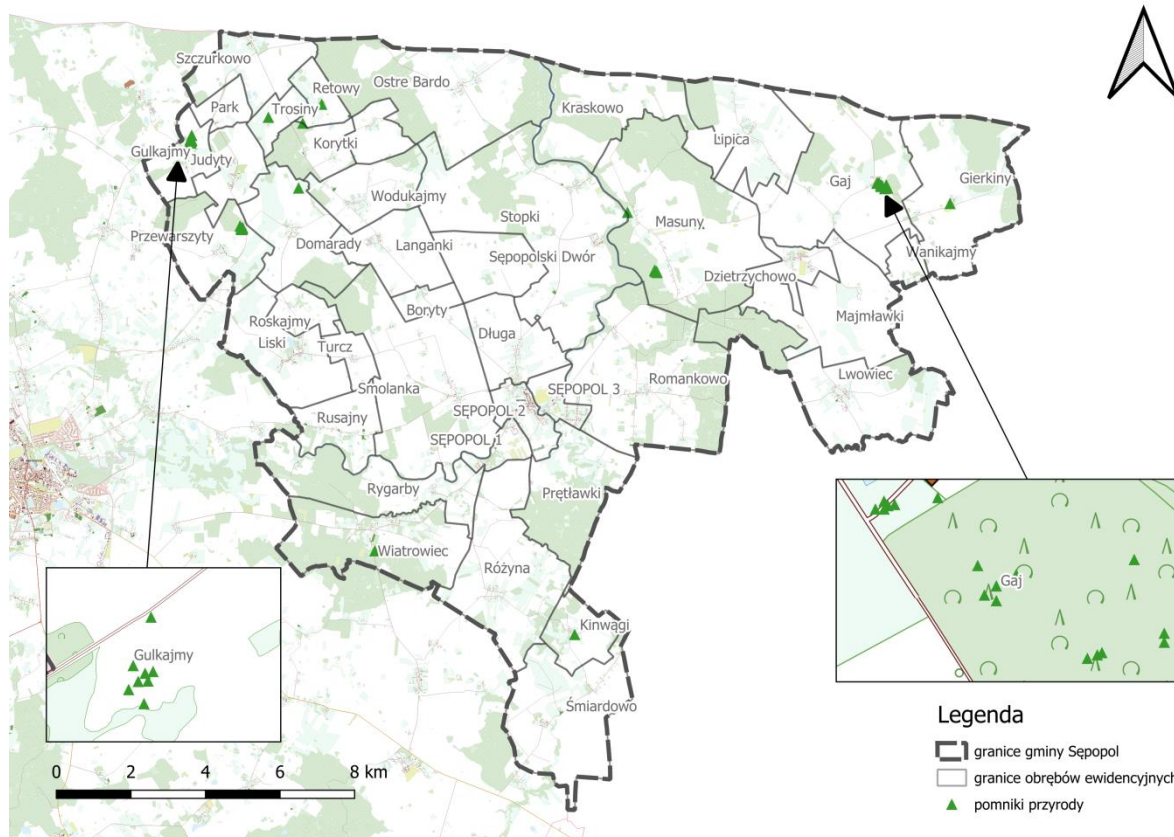 Szczurkowo
Ostre Bardo
Retowy
Park
Trosiny
Kraskowo
Lipica
Korytki
Gulkajmy
Judyty
Gaj
Gierkiny
Wodukajmy
Stopki
Masuny
Przewarszyty
Domarady
Langanki
Sępopolski Dwór
Wanikajmy
Dzietrzychowo
Boryty
Majmławki
Roskajmy
Długa
Liski
Turcz
Lwowiec
Smolanka
Romankowo
SĘPOPOL 3
SĘPOPOL 2
Rusajny
SĘPOPOL 1
Rygarby
Prętławki
Wiatrowiec
Różyna
Gaj
Kinwągi
Gulkajmy
Śmiardowo
Legenda
granice gminy Sępopol
granice obrębów ewidencyjnych
pomniki przyrody
0 2 4 6 8 km